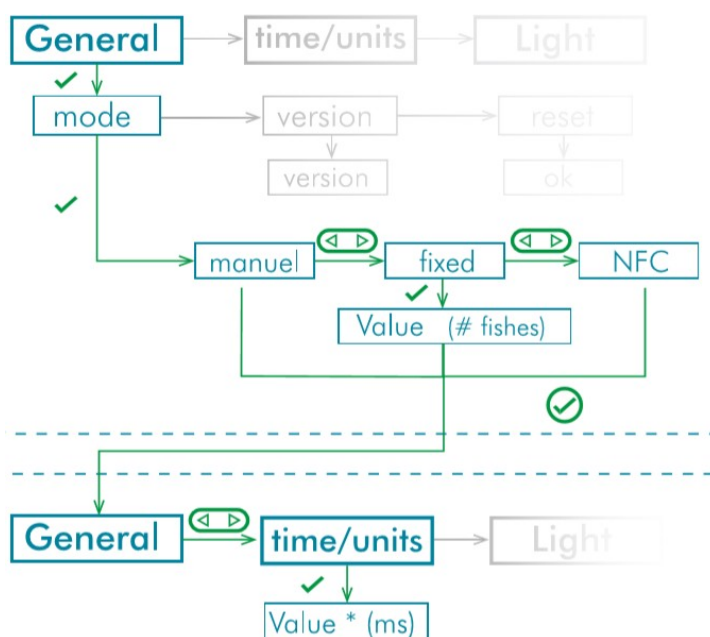 General
time/units
Light
mode
version
reset
version
ok
manuel
fixed
NFC
Value (# fishes)
General
time/units
Light
Value * (ms)